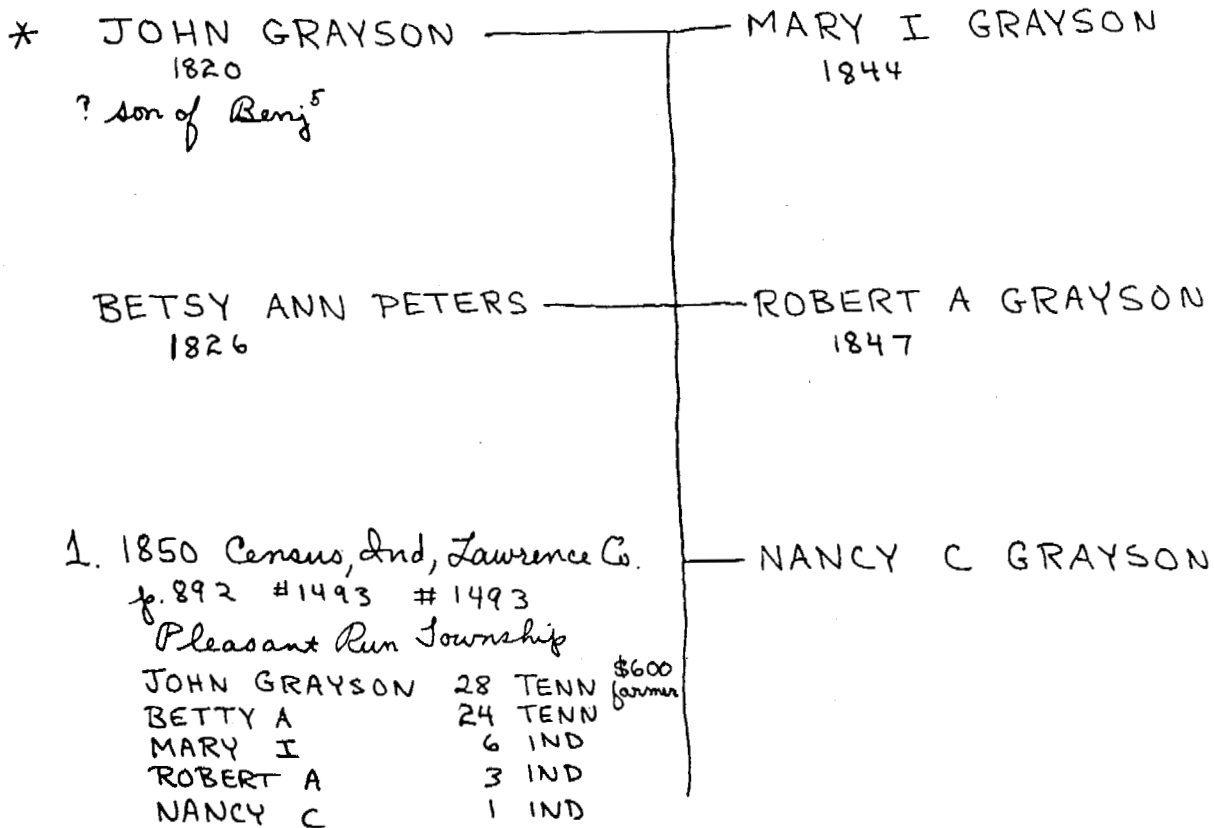 * JOHN GRAYSON
1820
? son of Benj⁵
MARY I GRAYSON
1844
BETSY ANN PETERS
1826
ROBERT A GRAYSON
1847
NANCY C GRAYSON
1. 1850 Census, Ind, Lawrence Co.
p. 892 #1493 #1493
Pleasant Run Township
JOHN GRAYSON 28 TENN $600 farmer
BETTY A 24 TENN
MARY I 6 IND
ROBERT A 3 IND
NANCY C 1 IND